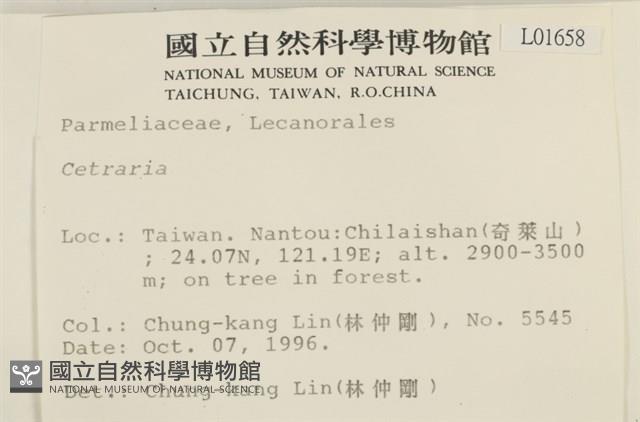 國立自然科學博物館
L01658
NATIONAL MUSEUM OF NATURAL SCIENCE
TAICHUNG, TAIWAN, R.O.CHINA
Parmeliaceae, Lecanorales
Cetraria
Loc.: Taiwan. Nantou:Chilaishan(奇萊山)
; 24.07N, 121.19E; alt. 2900-3500
m; on tree in forest.
Col.: Chung-kang Lin(林仲剛), No. 5545
Date: Oct. 07, 1996.
國立自然科學博物館
NATIONAL MUSEUM OF NATURAL SCIENCE
Det.: Chung-kang Lin(林仲剛)